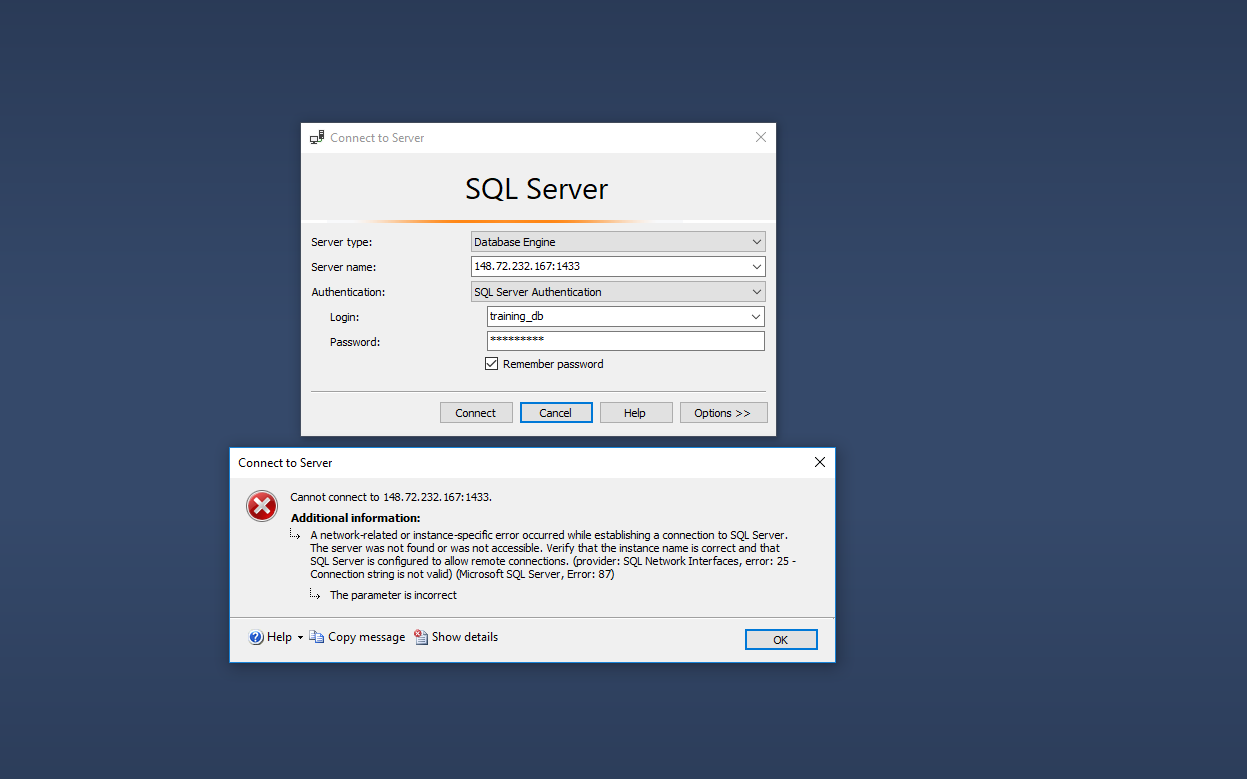 Connect to Server
SQL Server
Server type: Database Engine
Server name: 148.72.232.167:1433
Authentication: SQL Server Authentication
Login: training_db
Password: *********
Remember password
Connect Cancel Help Options >>
Connect to Server
Cannot connect to 148.72.232.167:1433.
Additional information:
A network-related or instance-specific error occurred while establishing a connection to SQL Server.
The server was not found or was not accessible. Verify that the instance name is correct and that
SQL Server is configured to allow remote connections. (provider: SQL Network Interfaces, error: 25 -
Connection string is not valid) (Microsoft SQL Server, Error: 87)
The parameter is incorrect
Help Copy message Show details OK